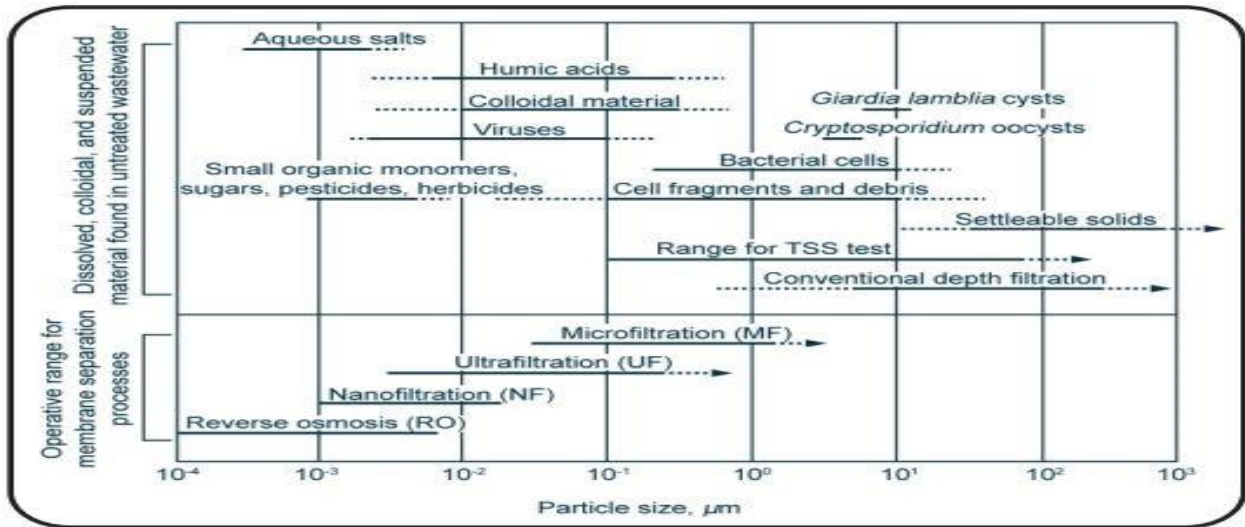 Dissolved, colloidal, and suspended
material found in untreated wastewater
Aqueous salts
Humic acids
Colloidal material
Giardia lamblia cysts
Viruses
Cryptosporidium oocysts
Small organic monomers,
sugars, pesticides, herbicides
Bacterial cells
Cell fragments and debris
Settleable solids
Range for TSS test
Conventional depth filtration
Operative range for
membrane separation
processes
Microfiltration (MF)
Ultrafiltration (UF)
Nanofiltration (NF)
Reverse osmosis (RO)
10⁻⁴ 10⁻³ 10⁻² 10⁻¹ 10⁰ 10¹ 10² 10³
Particle size, µm